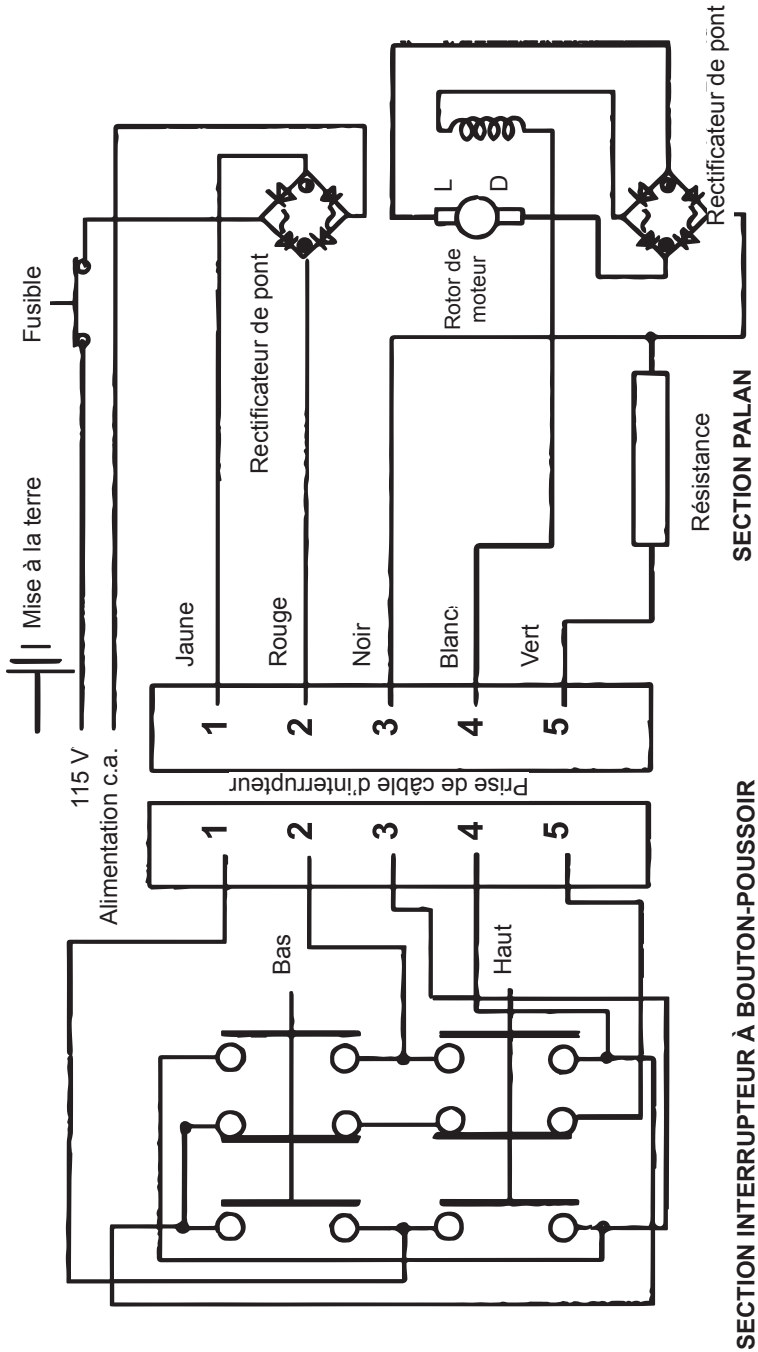 Mise à la terre
Fusible
115 V
Alimentation c.a.
Jaune
Rouge
Noir
Blanc
Vert
Rectificateur de pont
Rotor de
moteur
L
D
Rectificateur de pont
Résistance
SECTION PALAN
1
2
3
4
5
Prise de câble d'interrupteur
1
2
3
4
5
Bas
Haut
SECTION INTERRUPTEUR À BOUTON-POUSSOIR